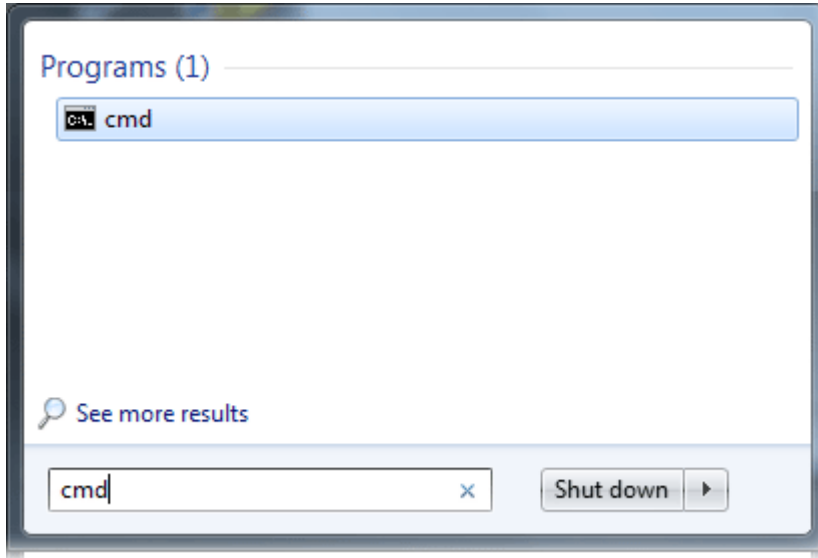 Programs (1)
C:\. cmd
See more results
cmd
Shut down